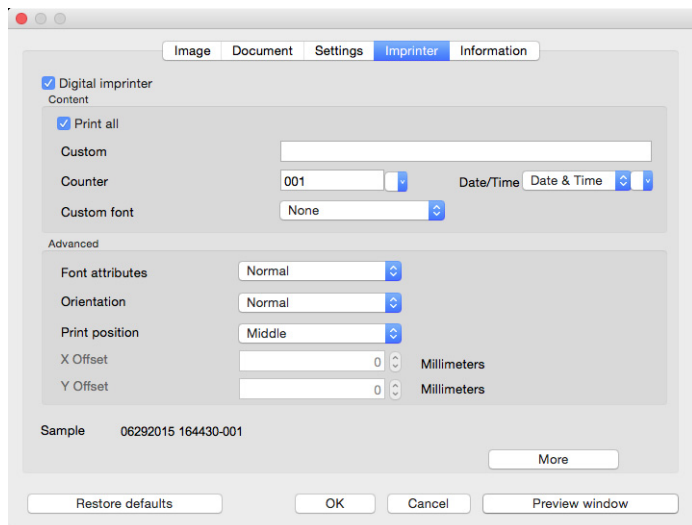 Image Document Settings Imprinter Information
Digital imprinter
Content
Print all
Custom
Counter 001 Date/Time Date & Time
Custom font None
Advanced
Font attributes Normal
Orientation Normal
Print position Middle
X Offset 0 Millimeters
Y Offset 0 Millimeters
Sample 06292015 164430-001
More
Restore defaults OK Cancel Preview window